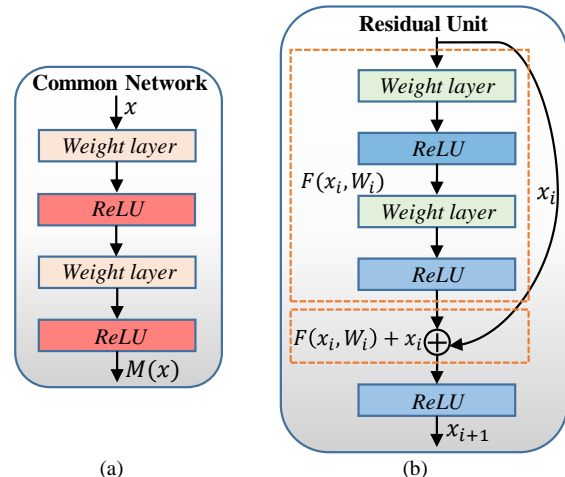 Common Network
x
Weight layer
ReLU
Weight layer
ReLU
M(x)
(a)
Residual Unit
Weight layer
ReLU
F(x_i, W_i)
x_i
Weight layer
ReLU
F(x_i, W_i) + x_i
ReLU
x_{i+1}
(b)